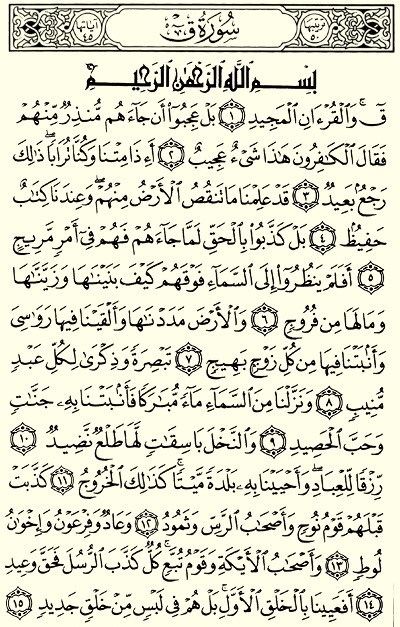 ترتيبها ٥٠ سُورَةُ ق آياتها ٤٥
بِسْمِ اللَّهِ الرَّحْمَٰنِ الرَّحِيمِ
قٓ ۚ وَٱلْقُرْءَانِ ٱلْمَجِيدِ ١ بَلْ عَجِبُوٓا۟ أَن جَآءَهُم مُّنذِرٌ مِّنْهُمْ
فَقَالَ ٱلْكَٰفِرُونَ هَٰذَا شَىْءٌ عَجِيبٌ ٢ أَءِذَا مِتْنَا وَكُنَّا تُرَابًا ۖ ذَٰلِكَ
رَجْعٌۢ بَعِيدٌ ٣ قَدْ عَلِمْنَا مَا تَنقُصُ ٱلْأَرْضُ مِنْهُمْ ۖ وَعِندَنَا كِتَٰبٌ
حَفِيظٌۢ ٤ بَلْ كَذَّبُوا۟ بِٱلْحَقِّ لَمَّا جَآءَهُمْ فَهُمْ فِىٓ أَمْرٍ مَّرِيجٍ
٥ أَفَلَمْ يَنظُرُوٓا۟ إِلَى ٱلسَّمَآءِ فَوْقَهُمْ كَيْفَ بَنَيْنَٰهَا وَزَيَّنَّٰهَا
وَمَا لَهَا مِن فُرُوجٍ ٦ وَٱلْأَرْضَ مَدَدْنَٰهَا وَأَلْقَيْنَا فِيهَا رَوَٰسِىَ
وَأَنۢبَتْنَا فِيهَا مِن كُلِّ زَوْجٍۭ بَهِيجٍ ٧ تَبْصِرَةً وَذِكْرَىٰ لِكُلِّ عَبْدٍ
مُّنِيبٍ ٨ وَنَزَّلْنَا مِنَ ٱلسَّمَآءِ مَآءً مُّبَٰرَكًا فَأَنۢبَتْنَا بِهِۦ جَنَّٰتٍ
وَحَبَّ ٱلْحَصِيدِ ٩ وَٱلنَّخْلَ بَاسِقَٰتٍ لَّهَا طَلْعٌ نَّضِيدٌ ١٠
رِّزْقًا لِّلْعِبَادِ ۖ وَأَحْيَيْنَا بِهِۦ بَلْدَةً مَّيْتًا ۚ كَذَٰلِكَ ٱلْخُرُوجُ ١١ كَذَّبَتْ
قَبْلَهُمْ قَوْمُ نُوحٍ وَأَصْحَٰبُ ٱلرَّسِّ وَثَمُودُ ١٢ وَعَادٌ وَفِرْعَوْنُ وَإِخْوَٰنُ
لُوطٍ ١٣ وَأَصْحَٰبُ ٱلْأَيْكَةِ وَقَوْمُ تُبَّعٍ ۚ كُلٌّ كَذَّبَ ٱلرُّسُلَ فَحَقَّ وَعِيدِ
١٤ أَفَعَيِينَا بِٱلْخَلْقِ ٱلْأَوَّلِ ۚ بَلْ هُمْ فِى لَبْسٍ مِّنْ خَلْقٍ جَدِيدٍ ١٥